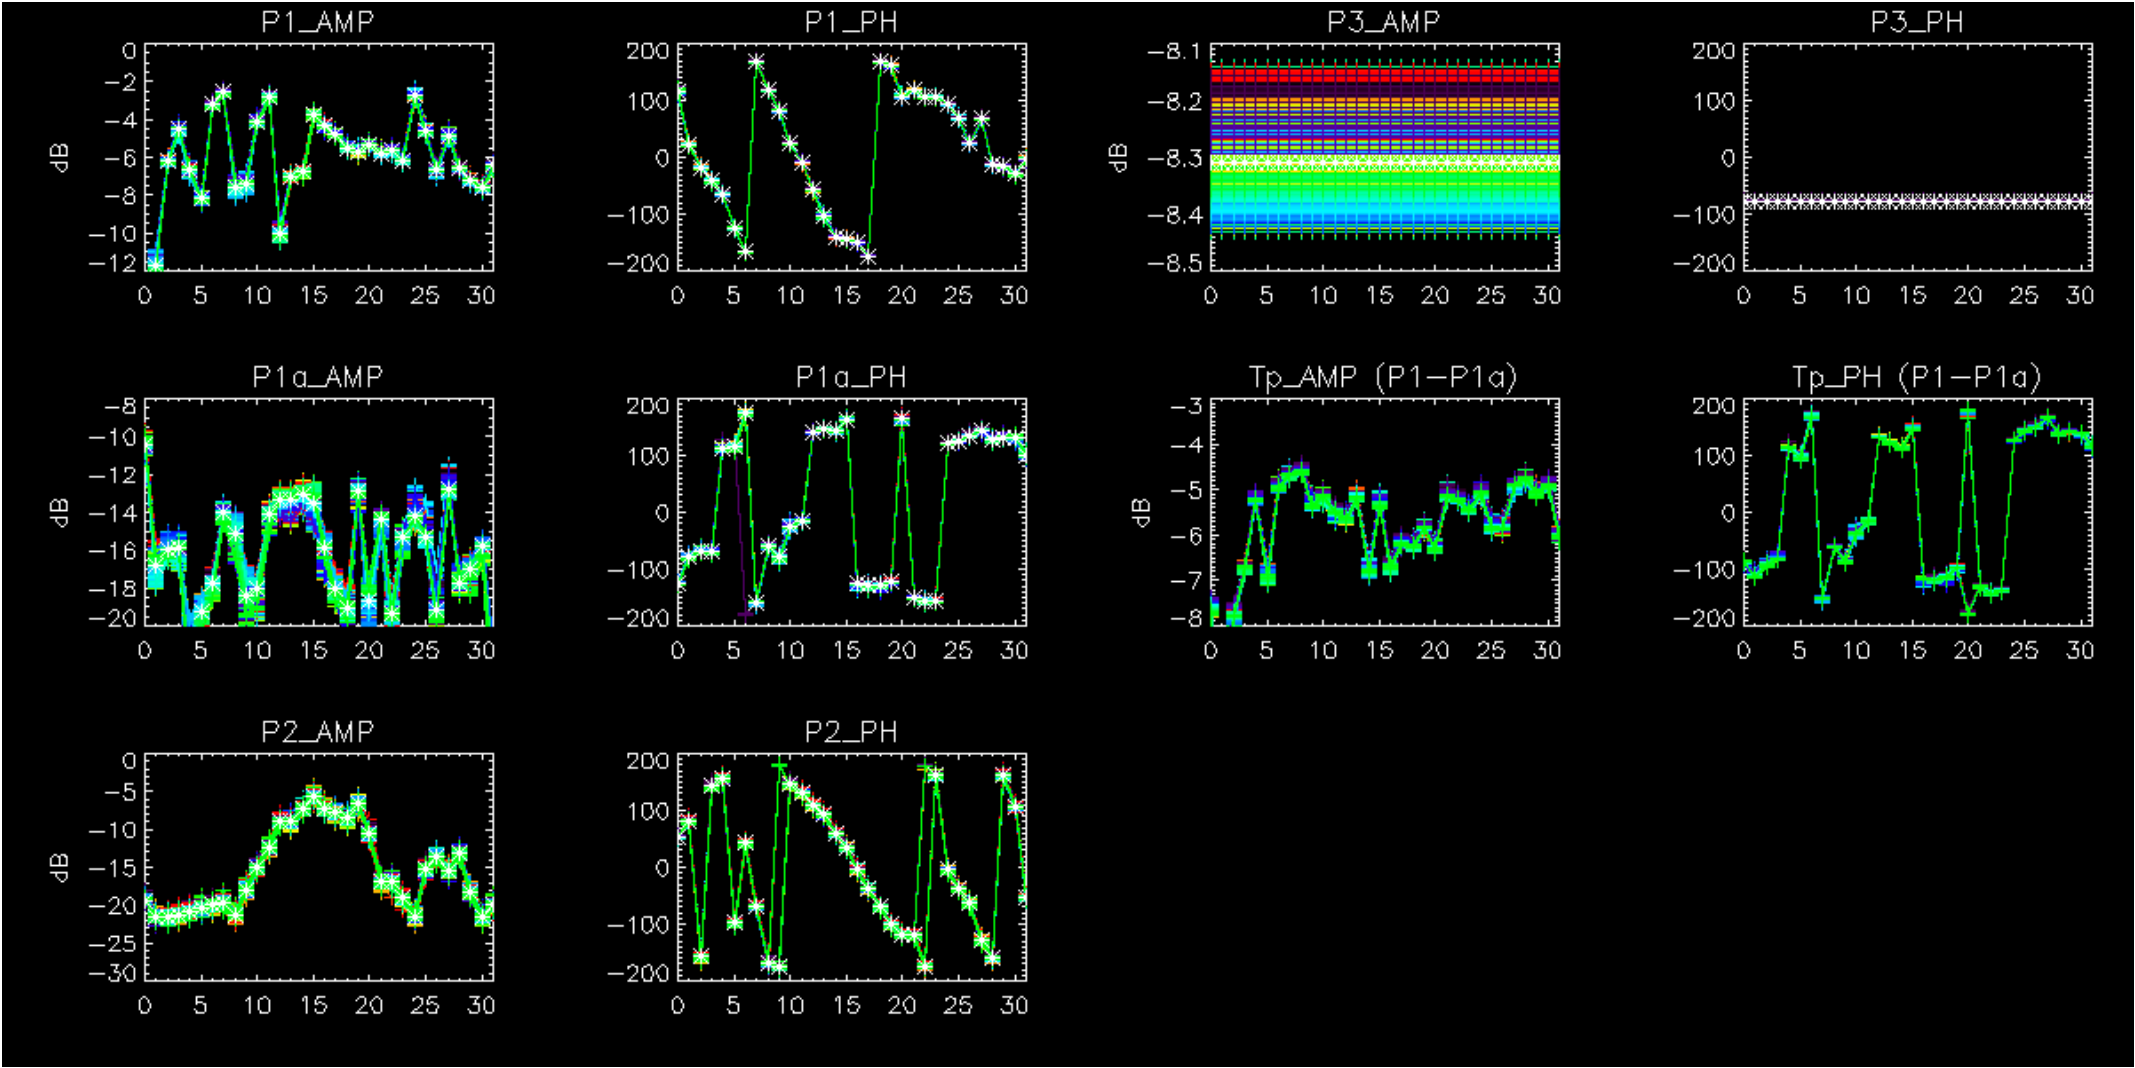 P1_AMP P1_PH P3_AMP P3_PH
0 200 −8.1 200
−2
−4 100 −8.2 100
dB −6 0 dB −8.3 0
−8
−10 −100 −8.4 −100
−12 −200 −8.5 −200
0 5 10 15 20 25 30 0 5 10 15 20 25 30 0 5 10 15 20 25 30 0 5 10 15 20 25 30
P1a_AMP P1a_PH Tp_AMP (P1−P1a) Tp_PH (P1−P1a)
−8 200 −3 200
−10 100 −4 100
−12
dB −14 0 dB −5 0
−16 −6
−18 −100 −7 −100
−20 −200 −8 −200
0 5 10 15 20 25 30 0 5 10 15 20 25 30 0 5 10 15 20 25 30 0 5 10 15 20 25 30
P2_AMP P2_PH
0 200
−5 100
−10
dB −15 0
−20 −100
−25
−30 −200
0 5 10 15 20 25 30 0 5 10 15 20 25 30